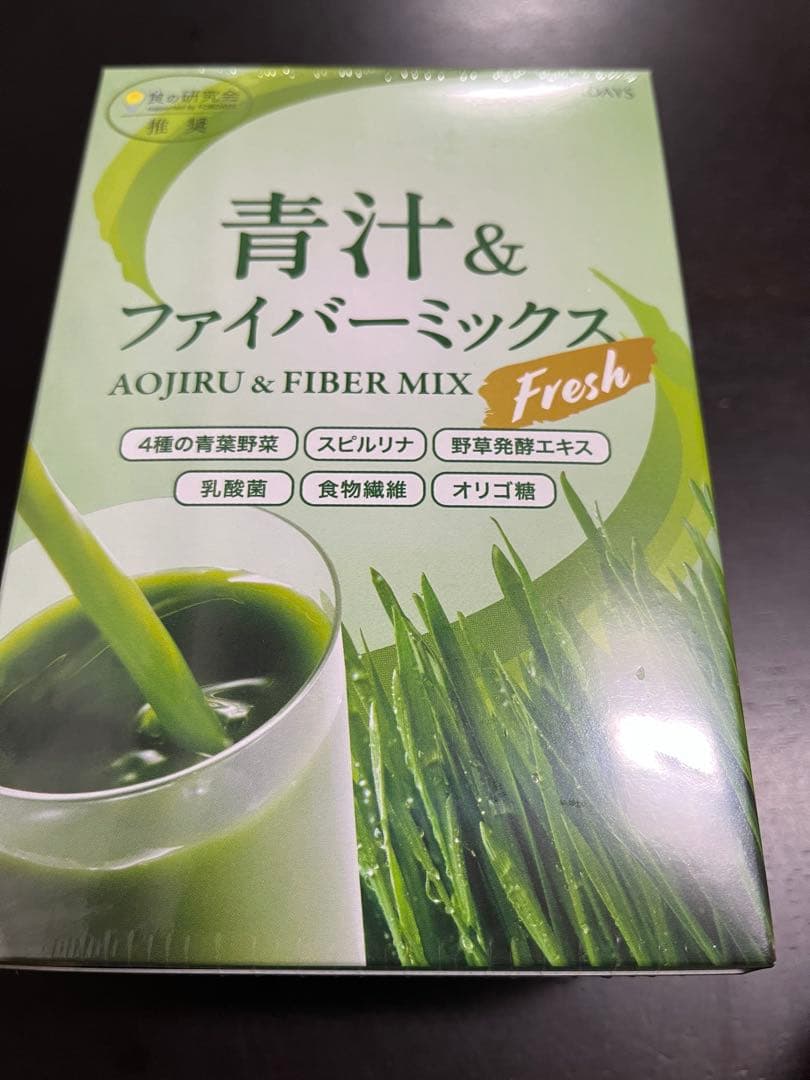 食の研究会
推奨
DAYS
青汁&
ファイバーミックス
AOJIRU & FIBER MIX
Fresh
4種の青葉野菜
スピルリナ
野草発酵エキス
乳酸菌
食物繊維
オリゴ糖